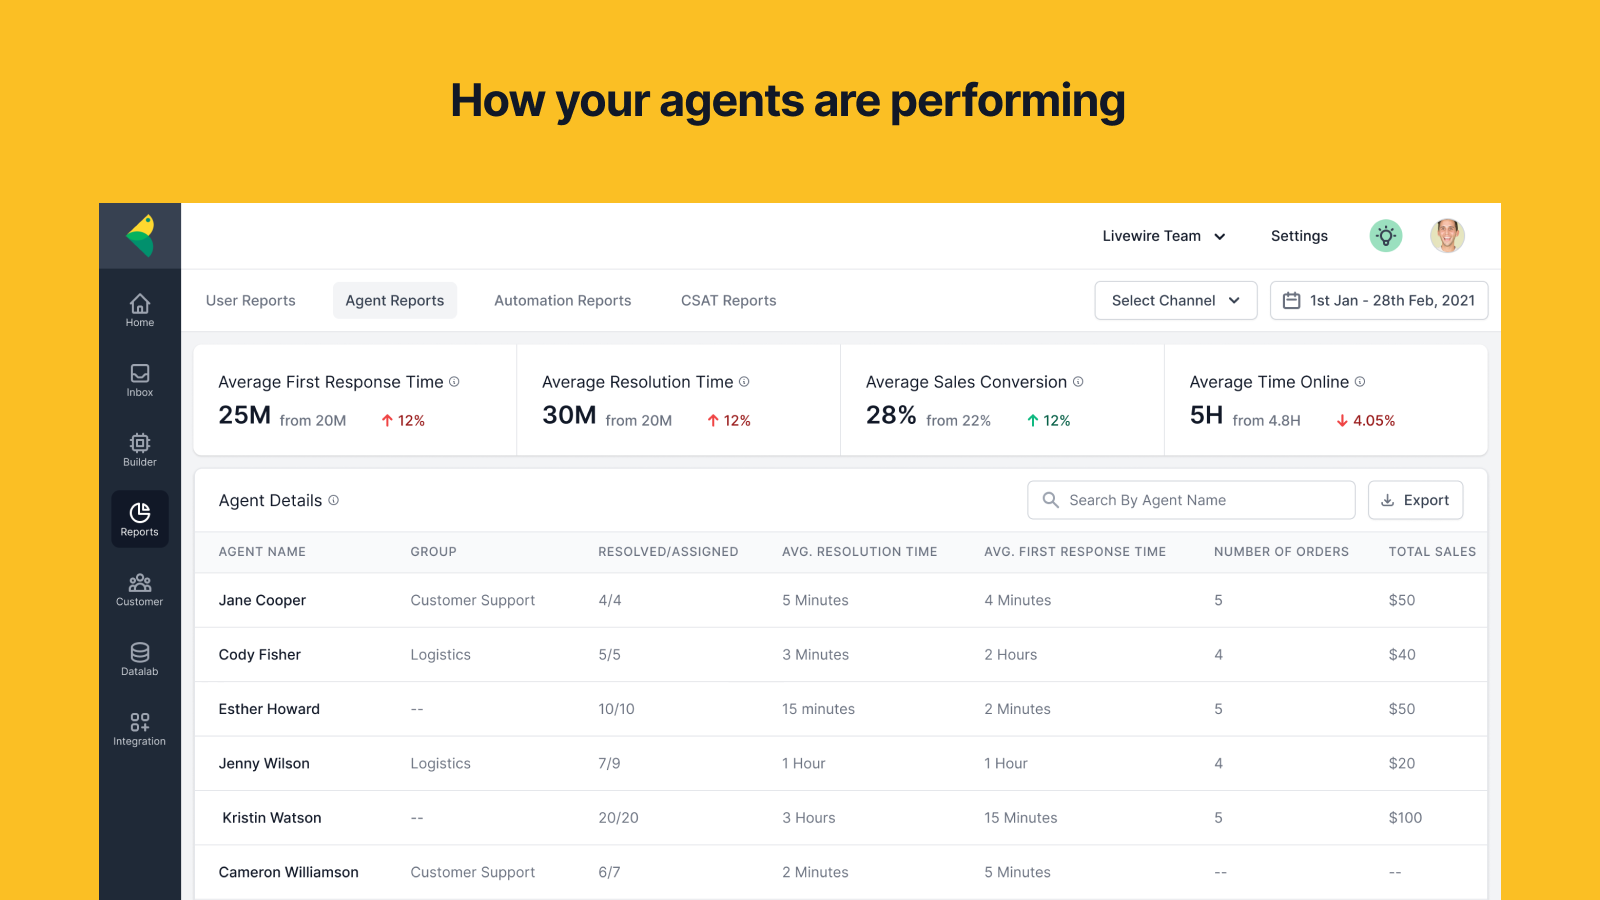 How your agents are performing
Livewire Team
Settings
User Reports
Agent Reports
Automation Reports
CSAT Reports
Select Channel
1st Jan - 28th Feb, 2021
Home
Inbox
Builder
Reports
Customer
Datalab
Integration
Average First Response Time
25M from 20M 12%
Average Resolution Time
30M from 20M 12%
Average Sales Conversion
28% from 22% 12%
Average Time Online
5H from 4.8H 4.05%
Agent Details
Search By Agent Name
Export
AGENT NAME GROUP RESOLVED/ASSIGNED AVG. RESOLUTION TIME AVG. FIRST RESPONSE TIME NUMBER OF ORDERS TOTAL SALES
Jane Cooper Customer Support 4/4 5 Minutes 4 Minutes 5 $50
Cody Fisher Logistics 5/5 3 Minutes 2 Hours 4 $40
Esther Howard -- 10/10 15 minutes 2 Minutes 5 $50
Jenny Wilson Logistics 7/9 1 Hour 1 Hour 4 $20
Kristin Watson -- 20/20 3 Hours 15 Minutes 5 $100
Cameron Williamson Customer Support 6/7 2 Minutes 5 Minutes -- --